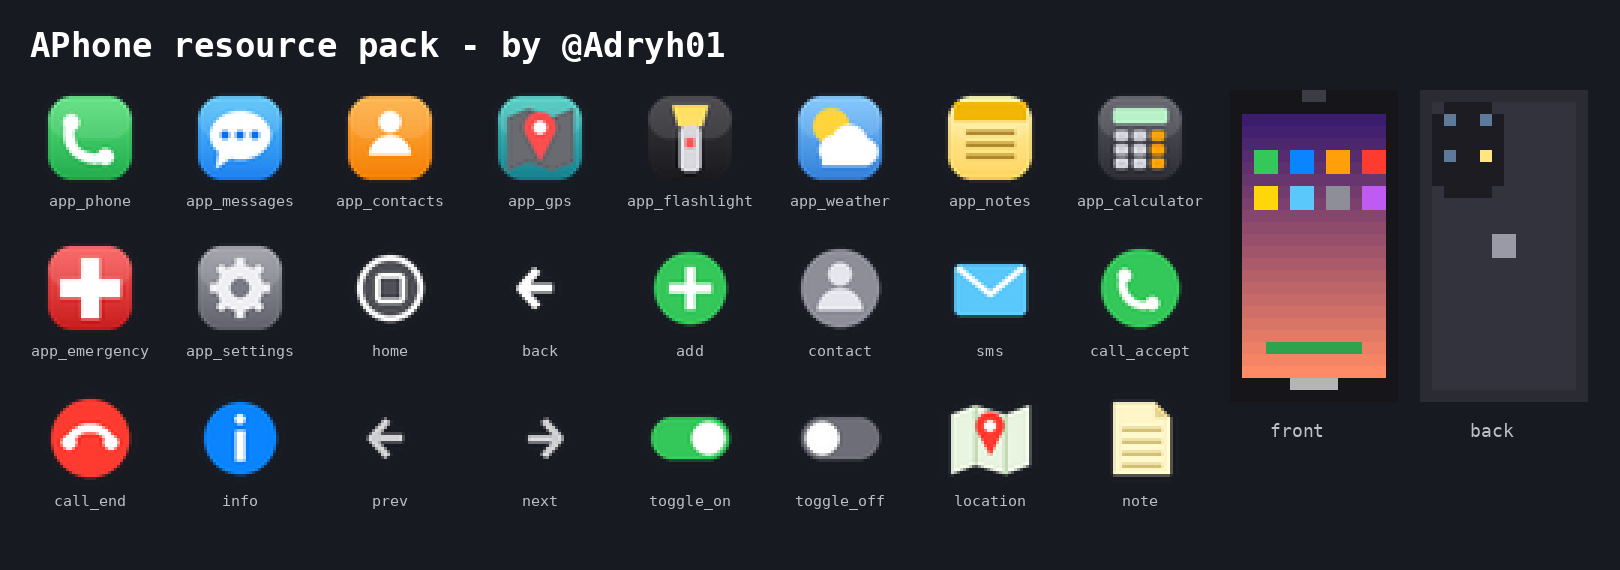 APhone resource pack - by @Adryh01
app_phone app_messages app_contacts app_gps app_flashlight app_weather app_notes app_calculator
app_emergency app_settings home back add contact sms call_accept
front back
call_end info prev next toggle_on toggle_off location note